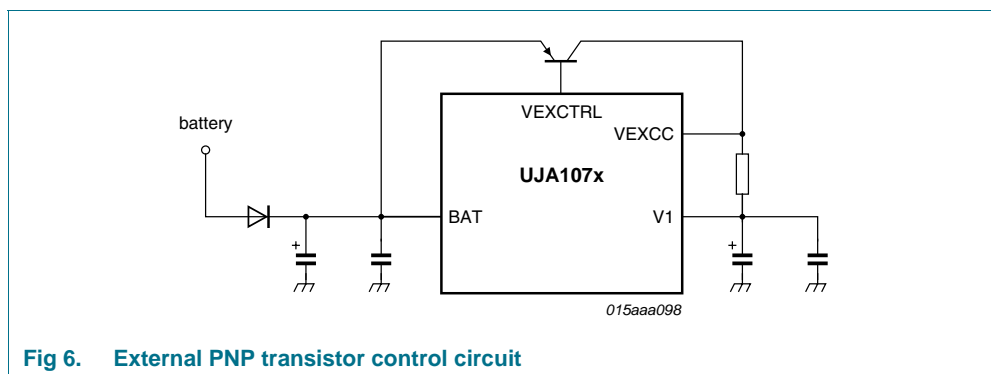 VEXCTRL
battery
VEXCC
UJA107x
BAT
V1
+
+
015aaa098
Fig 6. External PNP transistor control circuit